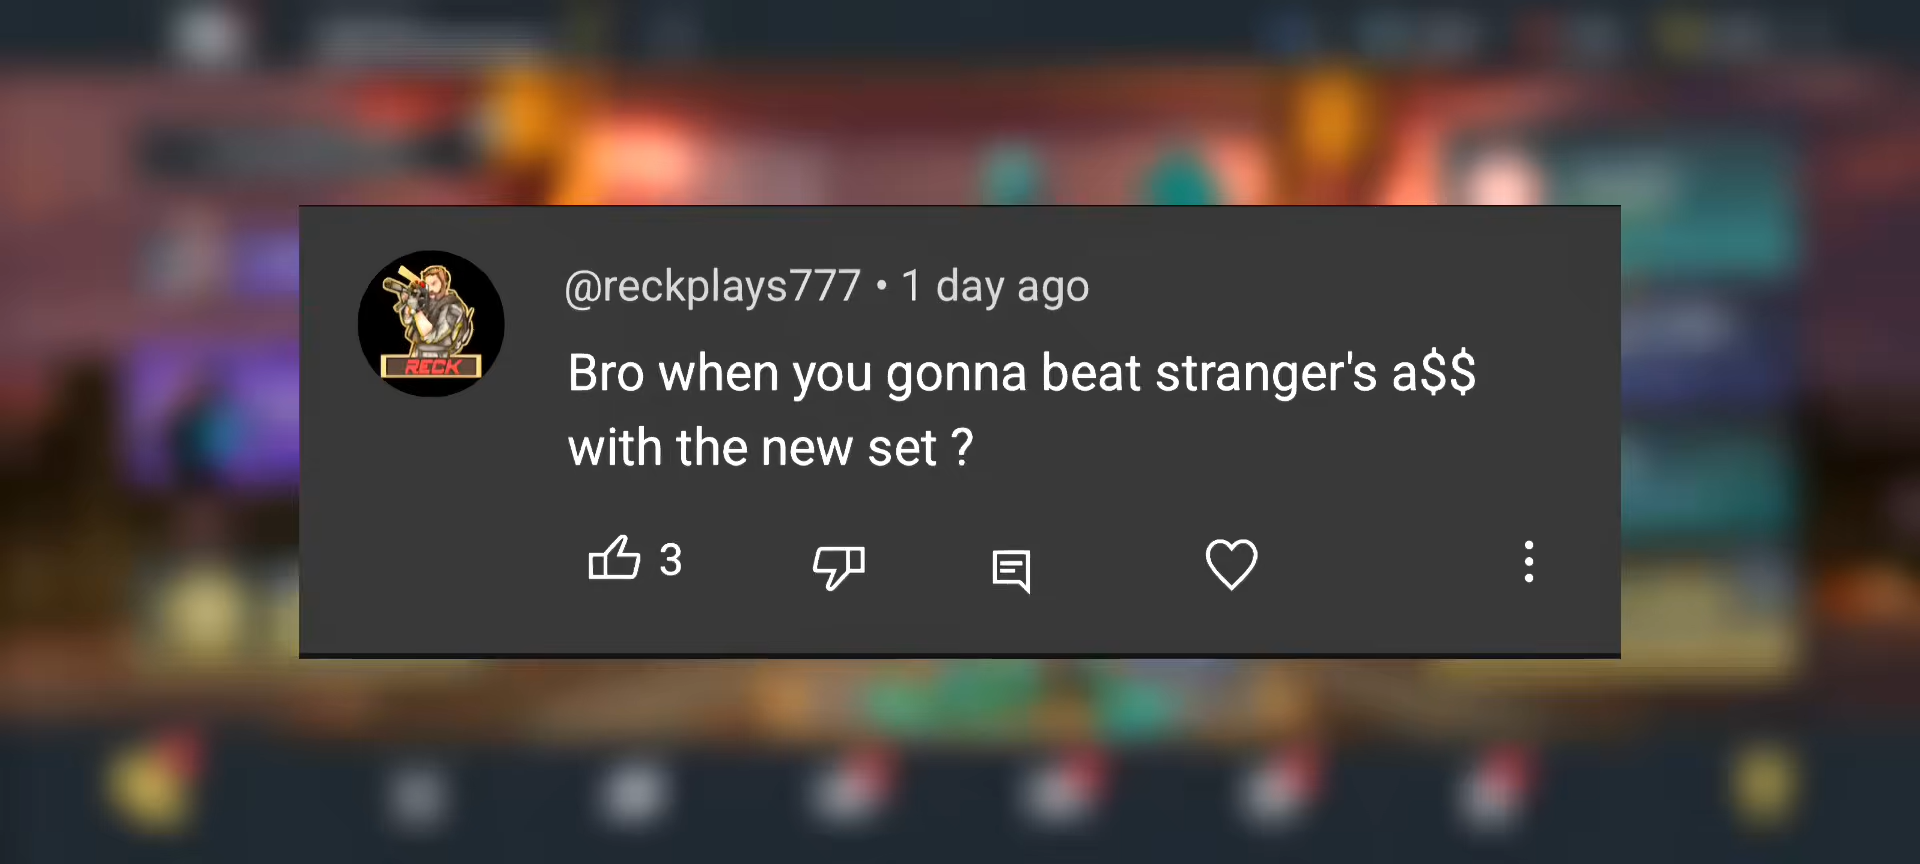 @reckplays777 • 1 day ago
Bro when you gonna beat stranger's a$$
with the new set ?
RECK
3